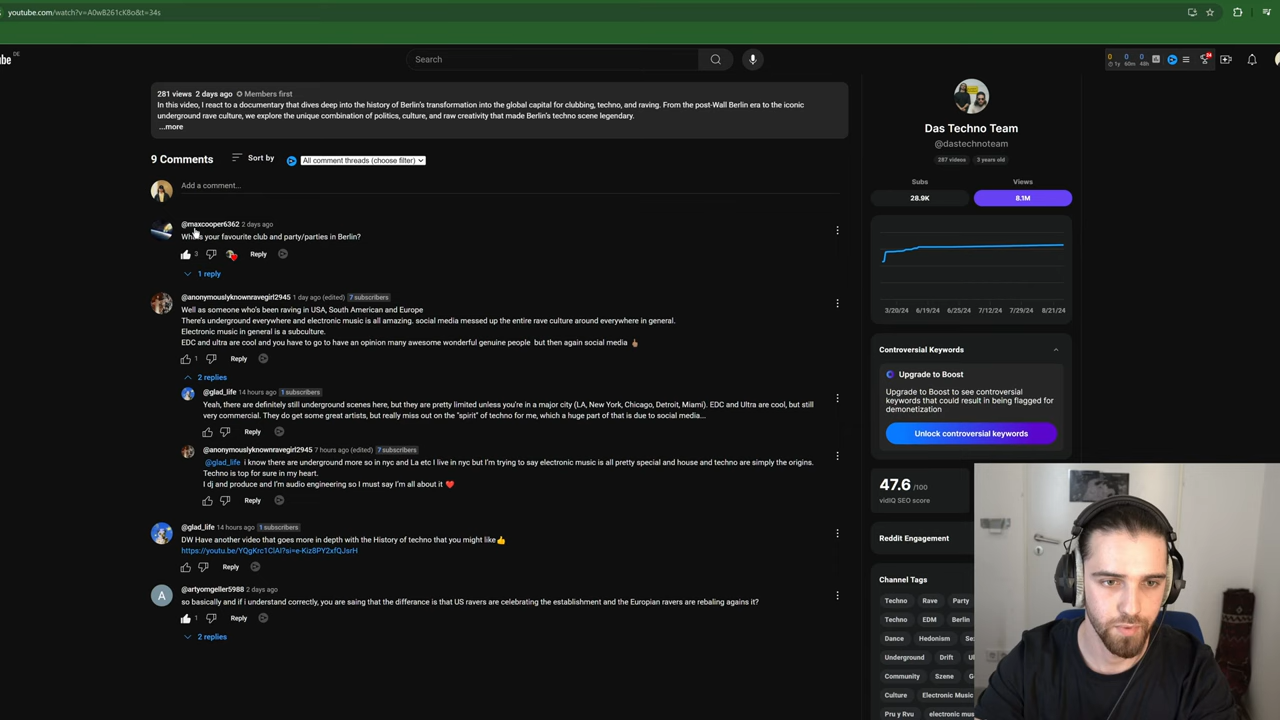 youtube.com/watch?v=A0wB261cK8o&t=34s
DE
ube
Search
281 views 2 days ago Members first
In this video, I react to a documentary that dives deep into the history of Berlin's transformation into the global capital for clubbing, techno, and raving. From the post-Wall Berlin era to the iconic
underground rave culture, we explore the unique combination of politics, culture, and raw creativity that made Berlin's techno scene legendary.
...more
9 Comments
Sort by
All comment threads (choose filter)
Add a comment...
@maxcooper6362 2 days ago
What's your favourite club and party/parties in Berlin?
3
Reply
1 reply
@anonymouslyknownravegirl2945 1 day ago (edited) 7 subscribers
Well as someone who's been raving in USA, South American and Europe
There's underground everywhere and electronic music is all amazing. social media messed up the entire rave culture around everywhere in general.
Electronic music in general is a subculture.
EDC and ultra are cool and you have to go to have an opinion many awesome wonderful genuine people but then again social media
1
Reply
2 replies
@glad_life 14 hours ago 1 subscribers
Yeah, there are definitely still underground scenes here, but they are pretty limited unless you're in a major city (LA, New York, Chicago, Detroit, Miami). EDC and Ultra are cool, but still
very commercial. They do get some great artists, but really miss out on the "spirit" of techno for me, which a huge part of that is due to social media...
Reply
@anonymouslyknownravegirl2945 7 hours ago (edited) 7 subscribers
@glad_life i know there are underground more so in nyc and La etc I live in nyc but I'm trying to say electronic music is all pretty special and house and techno are simply the origins.
Techno is top for sure in my heart.
I dj and produce and I'm audio engineering so I must say I'm all about it ❤️
Reply
@glad_life 14 hours ago 1 subscribers
DW Have another video that goes more in depth with the History of techno that you might like👍
https://youtu.be/YQgKrc1ClAI?si=e-Kiz8PY2xfQJsrH
Reply
A
@artyomgeller5988 2 days ago
so basically and if i understand correctly, you are saing that the differance is that US ravers are celebrating the establishment and the Europian ravers are rebaling agains it?
1
Reply
2 replies
Das Techno Team
@dastechnoteam
287 videos 3 years old
Subs Views
28.9K 8.1M
3/20/24 6/19/24 6/25/24 7/12/24 7/29/24 8/21/24
Controversial Keywords
Upgrade to Boost
Upgrade to Boost to see controversial
keywords that could result in being flagged for
demonetization
Unlock controversial keywords
47.6 /100
vidIQ SEO score
Reddit Engagement
Channel Tags
Techno Rave Party
Techno EDM Berlin
Dance Hedonism
Underground Drift
Community Szene
Culture Electronic Music
Pru y Rvu electronic mus